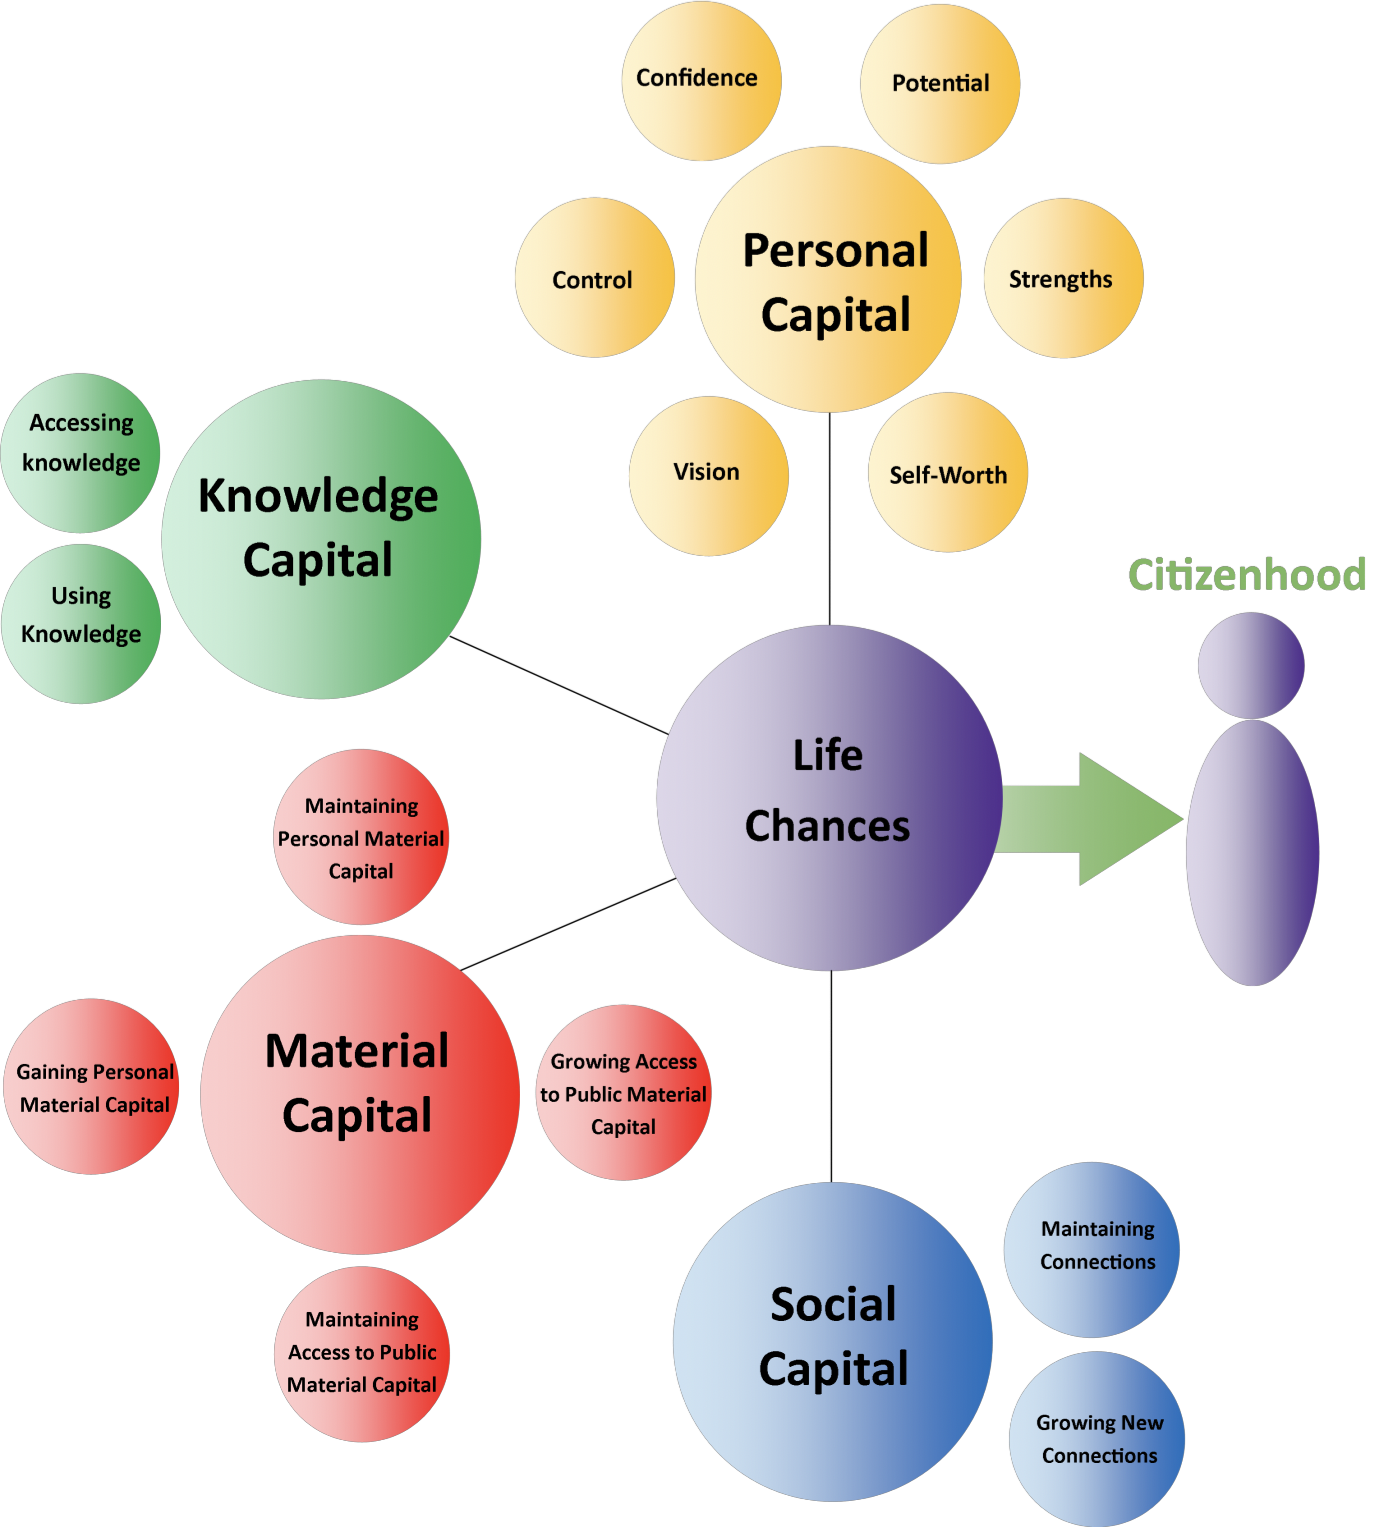 Confidence
Potential
Personal
Capital
Control
Strengths
Vision
Self-Worth
Accessing
knowledge
Using
Knowledge
Knowledge
Capital
Citizenhood
Life
Chances
Maintaining
Personal Material
Capital
Material
Capital
Gaining Personal
Material Capital
Growing Access
to Public Material
Capital
Maintaining
Access to Public
Material Capital
Social
Capital
Maintaining
Connections
Growing New
Connections